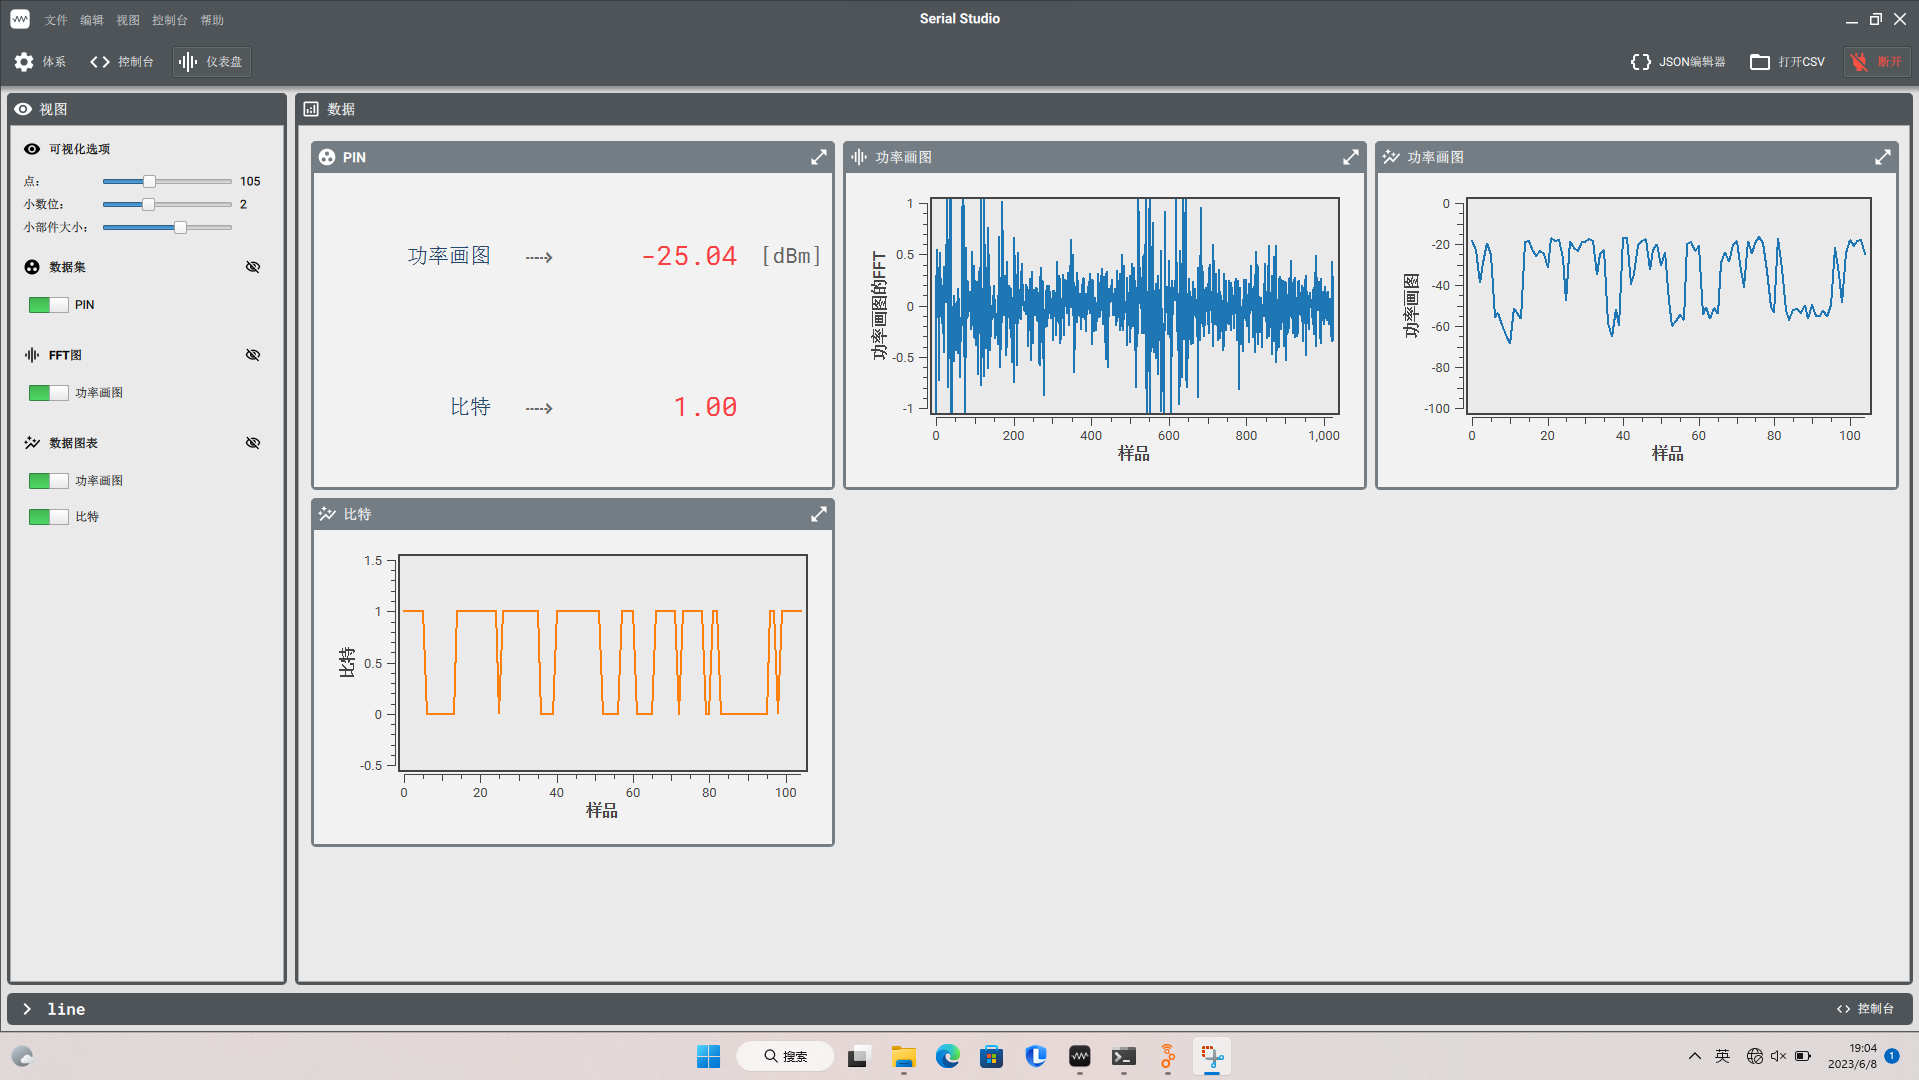 Serial Studio
文件 编辑 视图 控制台 帮助
体系 控制台 仪表盘 JSON编辑器 打开CSV 断开
视图
可视化选项
点: 105
小数位: 2
小部件大小:
数据集
PIN
FFT图
功率画图
数据图表
功率画图
比特
数据
PIN
功率画图 -25.04 [dBm]
比特 1.00
功率画图
功率画图的FFT
1
0.5
0
-0.5
-1
0 200 400 600 800 1,000
样品
功率画图
功率画图
0
-20
-40
-60
-80
-100
0 20 40 60 80 100
样品
比特
比特
1.5
1
0.5
0
-0.5
0 20 40 60 80 100
样品
line
控制台
搜索
英
19:04
2023/6/8
1